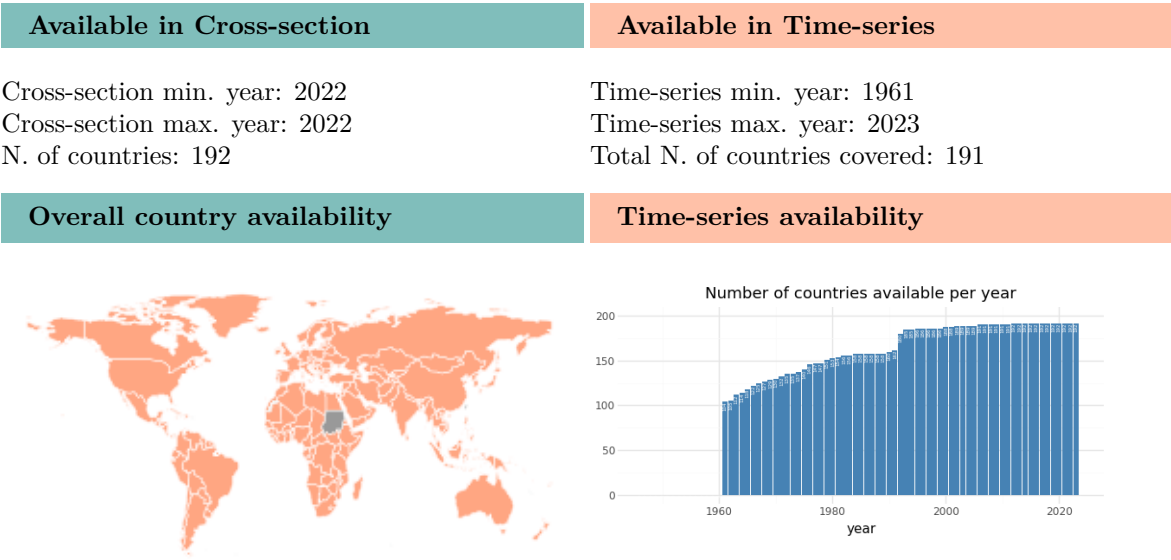 Available in Cross-section
Available in Time-series
Cross-section min. year: 2022
Cross-section max. year: 2022
N. of countries: 192
Time-series min. year: 1961
Time-series max. year: 2023
Total N. of countries covered: 191
Overall country availability
Time-series availability
Number of countries available per year
200
150
100
50
0
1960 1980 2000 2020
year